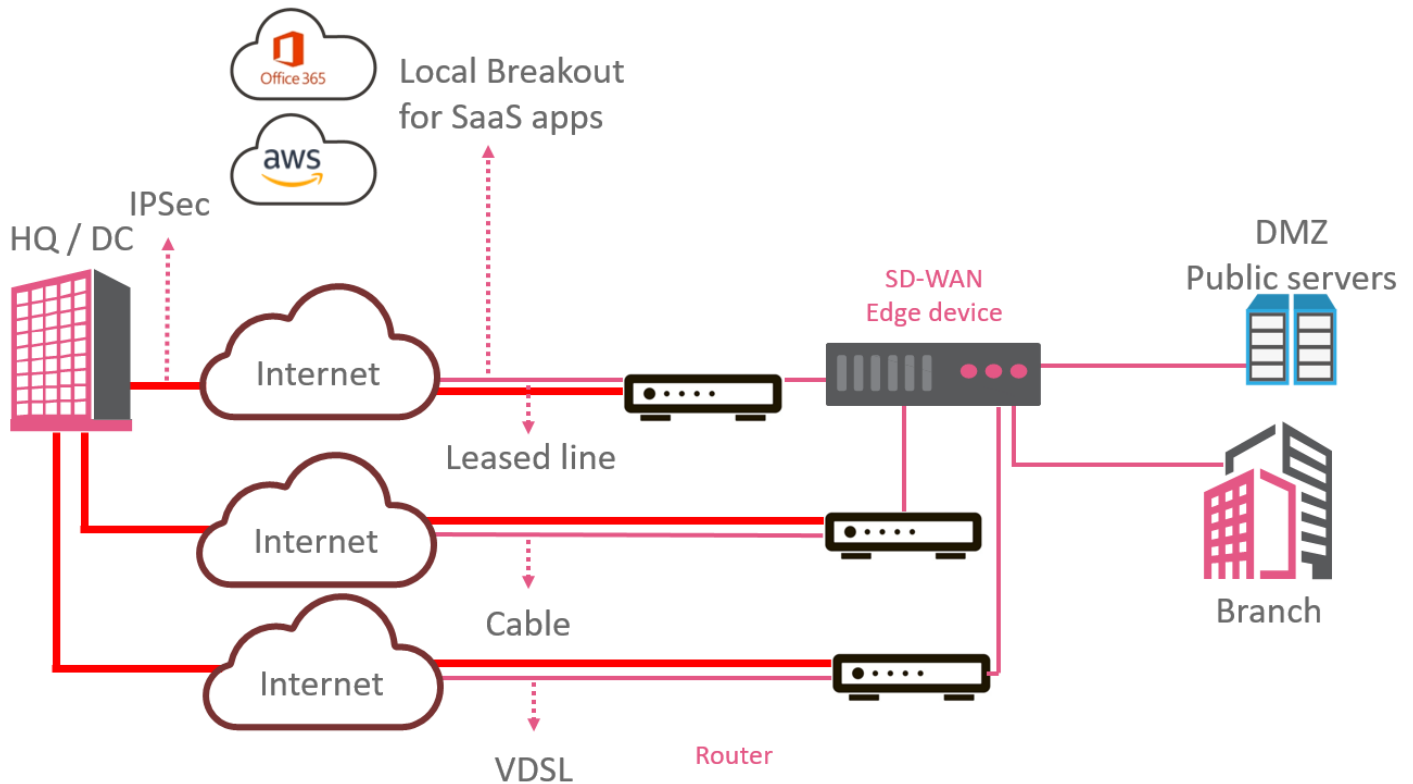 Office 365
aws
Local Breakout
for SaaS apps
IPSec
HQ / DC
DMZ
Public servers
SD-WAN
Edge device
Internet
Leased line
Internet
Cable
Branch
Internet
Router
VDSL